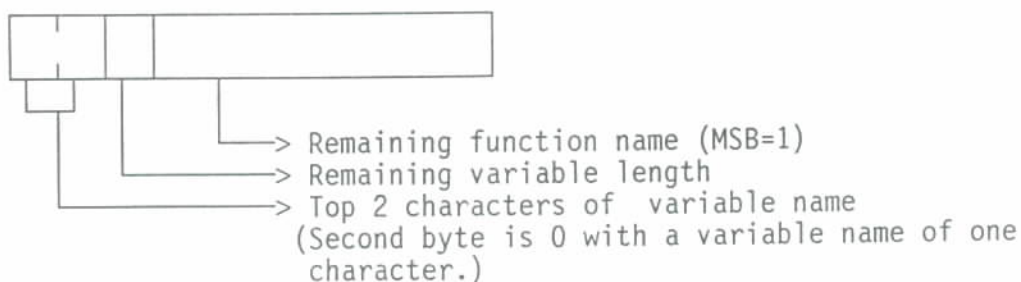 > Remaining function name (MSB=1)
> Remaining variable length
> Top 2 characters of variable name
(Second byte is 0 with a variable name of one
character.)